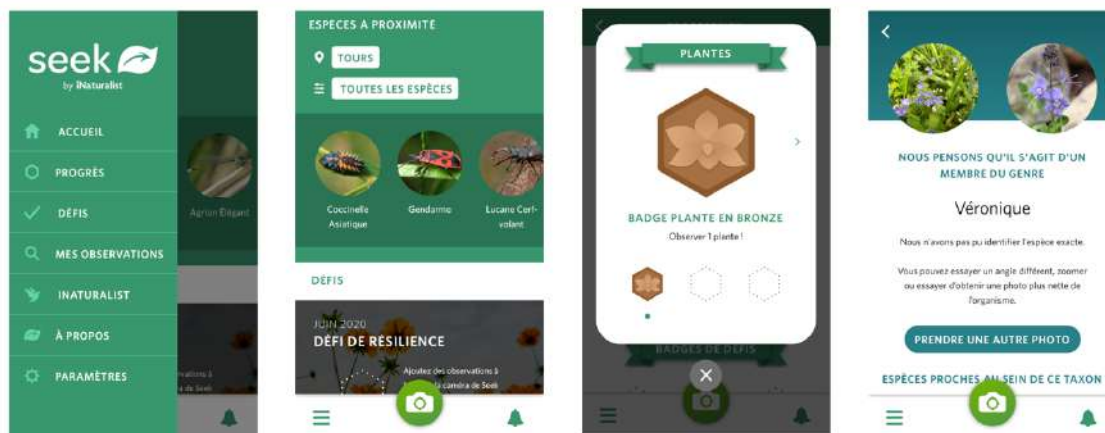 seek
by iNaturalist
ACCUEIL
PROGRÈS
DÉFIS
MES OBSERVATIONS
INATURALIST
À PROPOS
PARAMÈTRES
Agrion Élégant
ESPÈCES À PROXIMITÉ
TOURS
TOUTES LES ESPÈCES
Coccinelle
Asiatique
Gendarme
Lucane Cerf-
volant
DÉFIS
JUIN 2020
DÉFI DE RÉSILIENCE
Ajoutez des observations à
la caméra de Seek
PLANTES
BADGE PLANTE EN BRONZE
Observer 1 plante !
BADGES DE DÉFIS
NOUS PENSONS QU'IL S'AGIT D'UN
MEMBRE DU GENRE
Véronique
Nous n'avons pas pu identifier l'espèce exacte.
Vous pouvez essayer un angle différent, zoomer
ou essayer d'obtenir une photo plus nette de
l'organisme.
PRENDRE UNE AUTRE PHOTO
ESPÈCES PROCHES AU SEIN DE CE TAXON